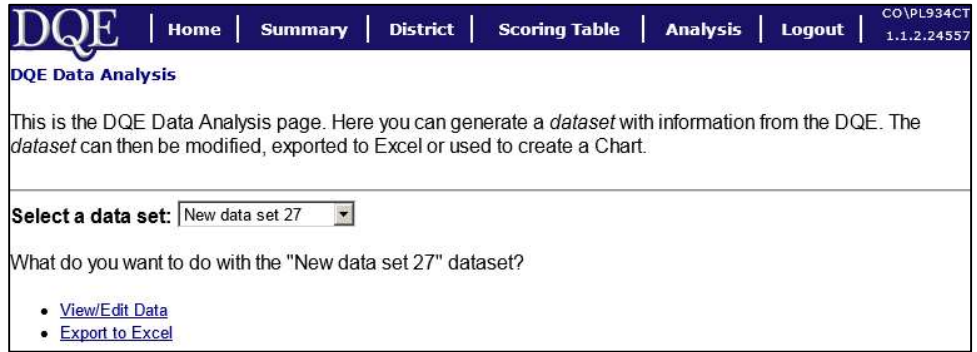 DQE | Home | Summary | District | Scoring Table | Analysis | Logout | CO\PL934CT
1.1.2.24557
DQE Data Analysis
This is the DQE Data Analysis page. Here you can generate a dataset with information from the DQE. The
dataset can then be modified, exported to Excel or used to create a Chart.
Select a data set: New data set 27
What do you want to do with the "New data set 27" dataset?
• View/Edit Data
• Export to Excel